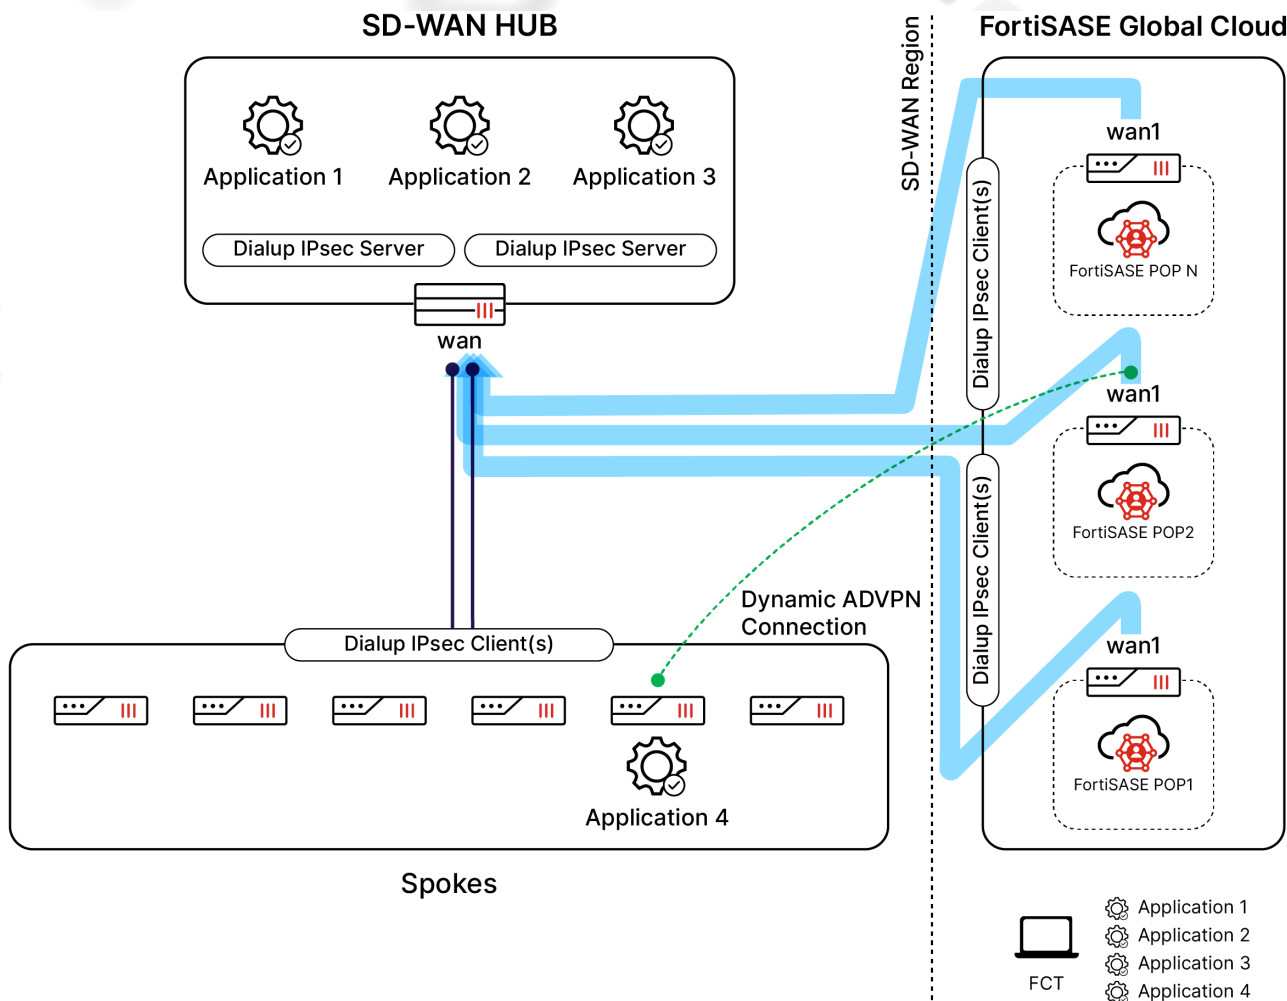 SD-WAN HUB
Application 1
Application 2
Application 3
Dialup IPsec Server
Dialup IPsec Server
wan
SD-WAN Region
FortiSASE Global Cloud
wan1
FortiSASE POP N
Dialup IPsec Client(s)
wan1
FortiSASE POP2
Dialup IPsec Client(s)
wan1
FortiSASE POP1
Dynamic ADVPN
Connection
Dialup IPsec Client(s)
Application 4
Spokes
FCT
Application 1
Application 2
Application 3
Application 4